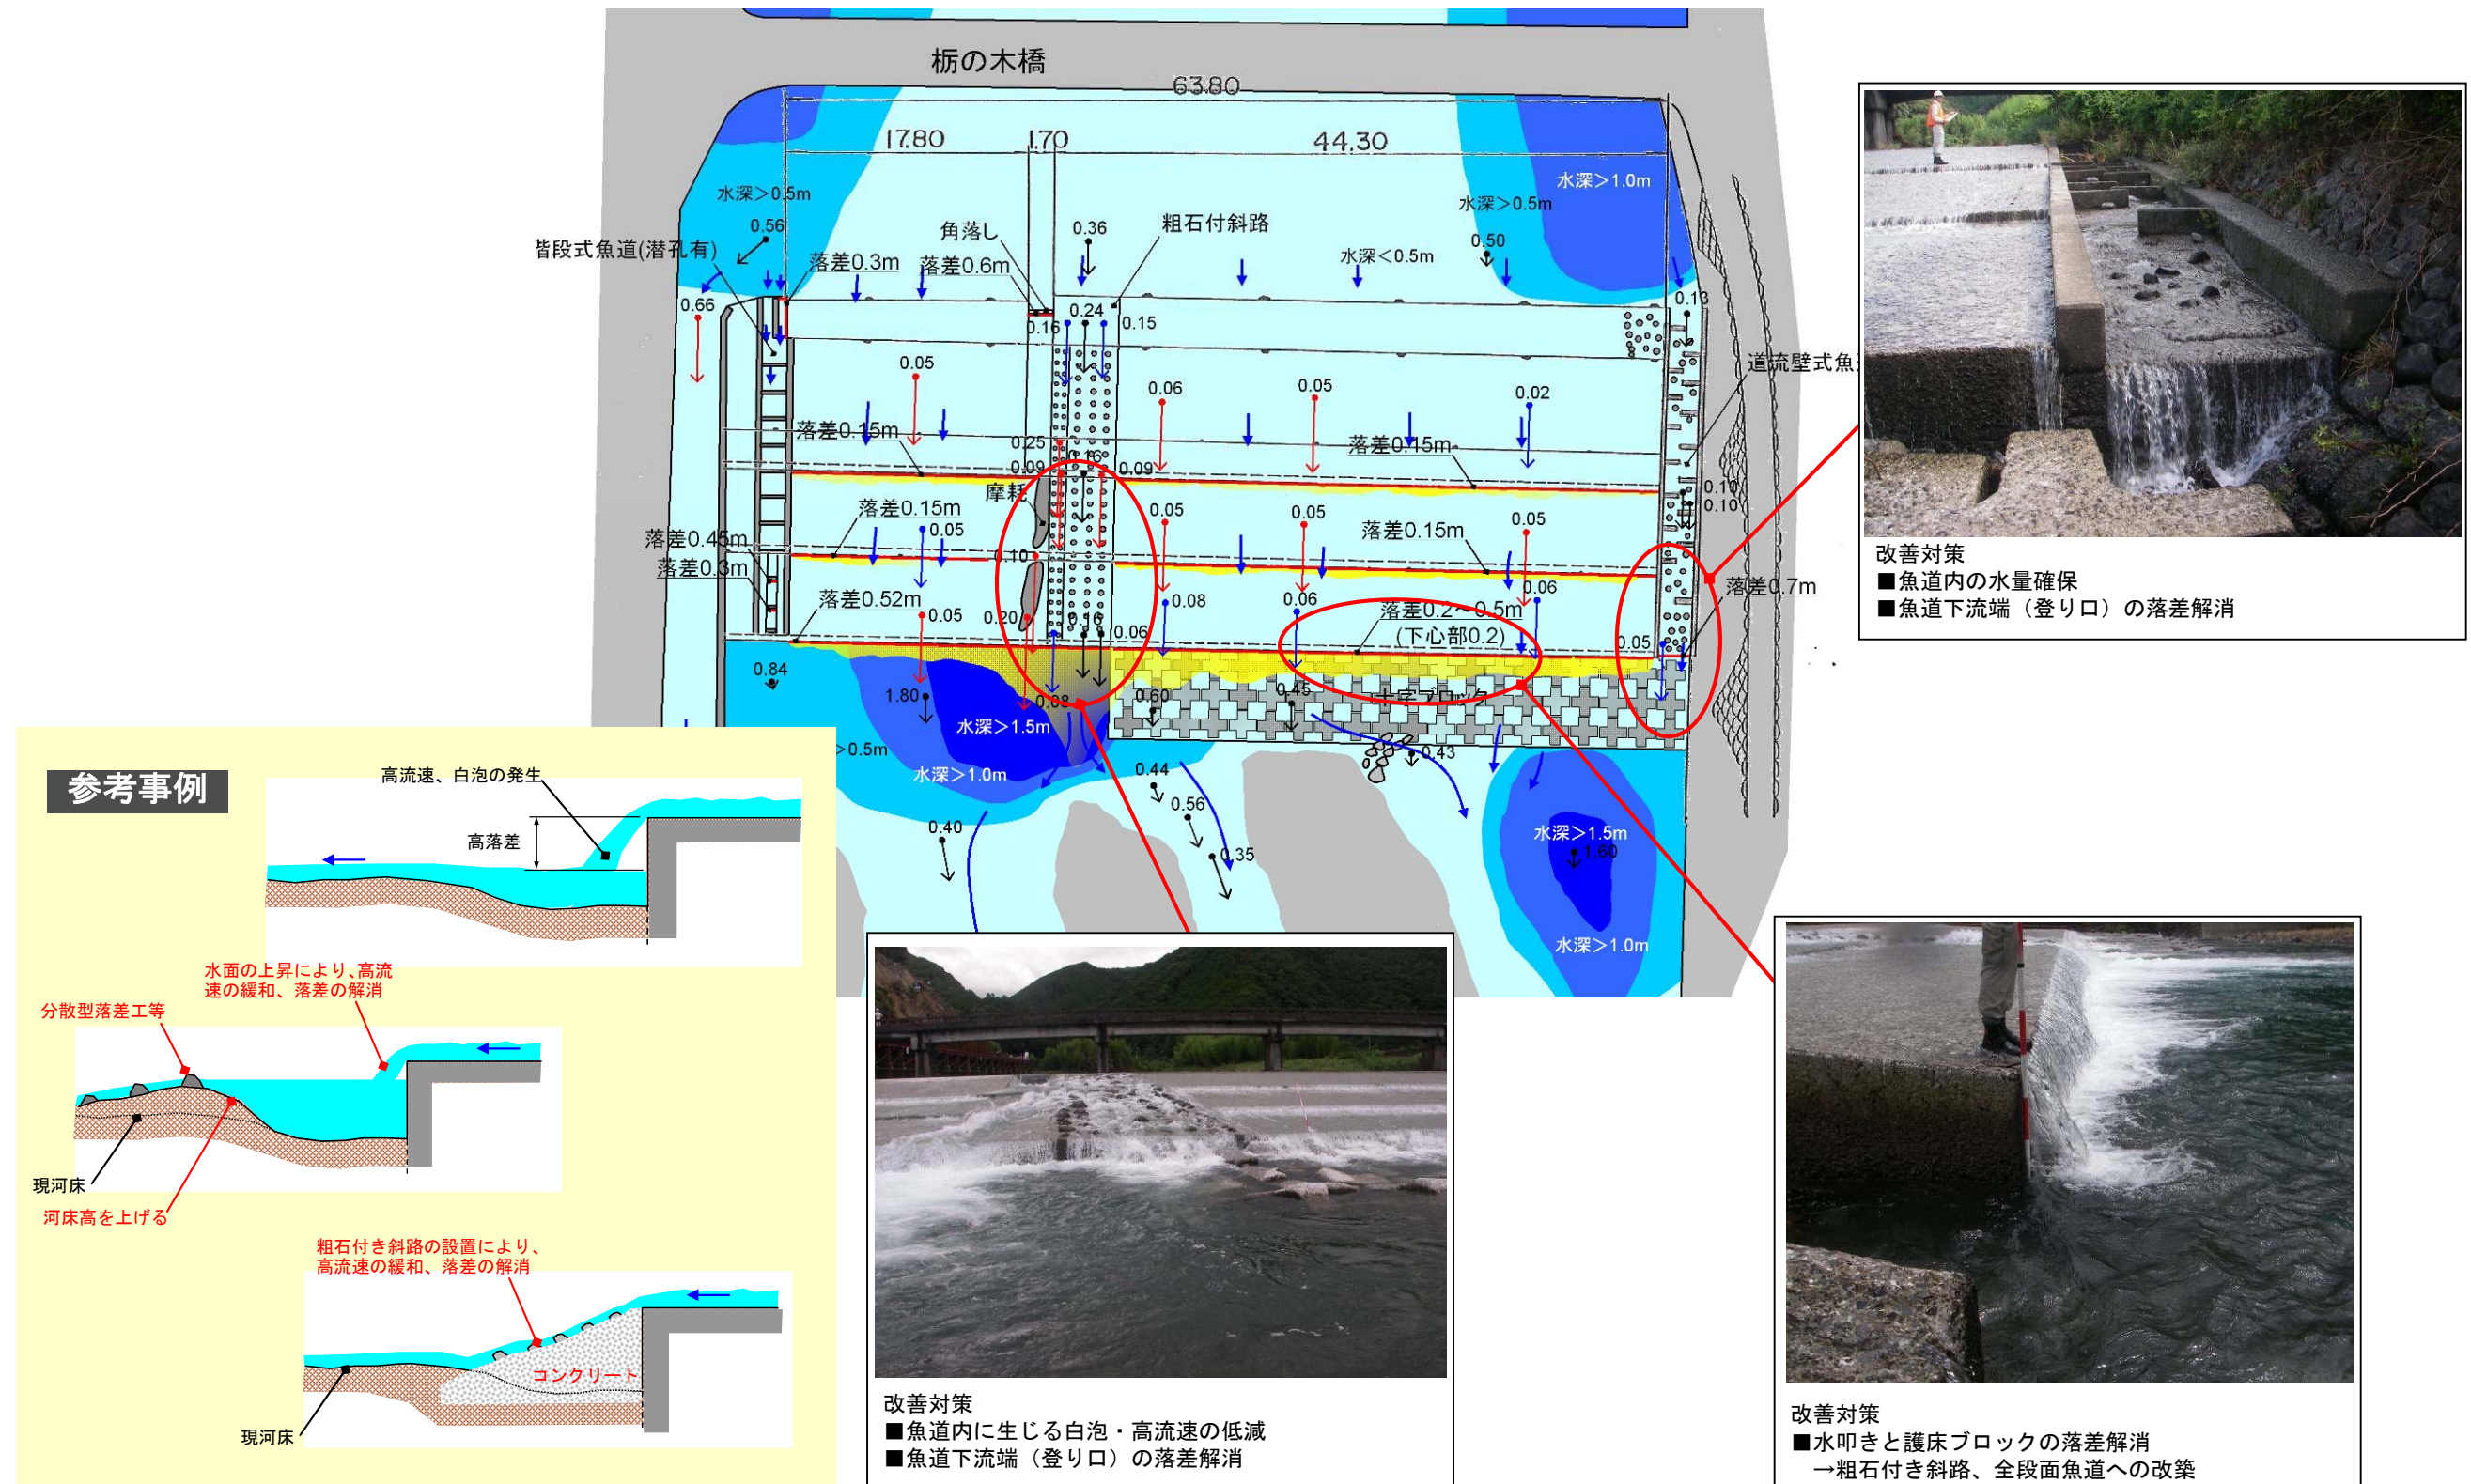 栃の木橋
63.80
17.80
1.70
44.30
水深>0.5m
0.56
階段式魚道(潜孔有)
落差0.3m
角落し
落差0.6m
0.36
粗石付斜路
水深<0.5m
水深>0.5m
0.50
水深>1.0m
0.66
0.16
0.24
0.15
0.13
道流壁式魚
0.05
0.06
0.05
0.02
落差0.15m
0.25
0.09
0.16
0.09
落差0.15m
摩耗
0.10
0.10
落差0.15m
0.05
0.05
0.05
落差0.15m
0.05
落差0.45m
落差0.3m
0.10
落差0.7m
落差0.52m
0.05
0.20
0.16
0.06
0.08
0.06
落差0.2～0.5m
(下心部0.2)
0.06
0.05
0.84
1.80
0.08
0.60
0.45
十字ブロック
水深>1.5m
>0.5m
水深>1.0m
0.44
0.56
0.43
0.40
0.35
水深>1.5m
1.60
水深>1.0m
改善対策
■魚道内の水量確保
■魚道下流端（登り口）の落差解消
参考事例
高流速、白泡の発生
高落差
水面の上昇により、高流
速の緩和、落差の解消
分散型落差工等
現河床
河床高を上げる
粗石付き斜路の設置により、
高流速の緩和、落差の解消
コンクリート
現河床
改善対策
■魚道内に生じる白泡・高流速の低減
■魚道下流端（登り口）の落差解消
改善対策
■水叩きと護床ブロックの落差解消
→粗石付き斜路、全段面魚道への改築